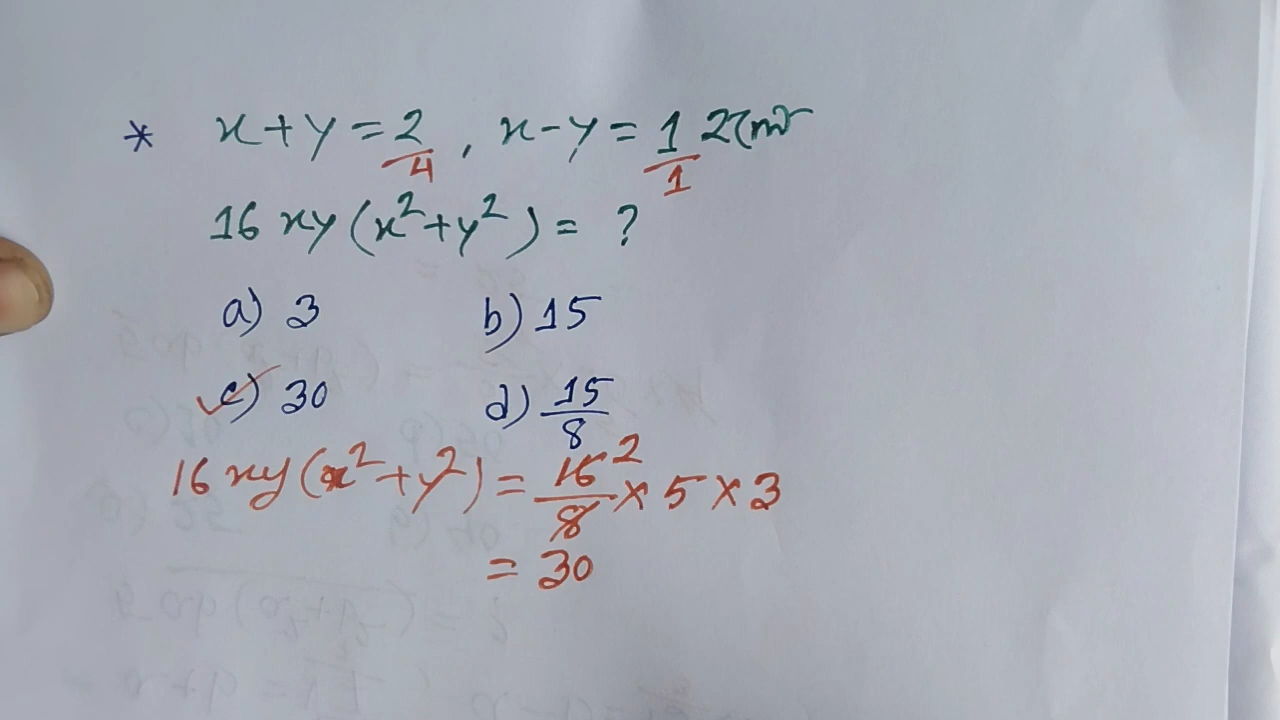 * x+y=2, x-y=1 হলে
4 1
16 xy(x²+y²) = ?
a) 3 b) 15
c) 30 d) 15/8
16 xy(x²+y²) = 16/8 2 × 5 × 3
= 30